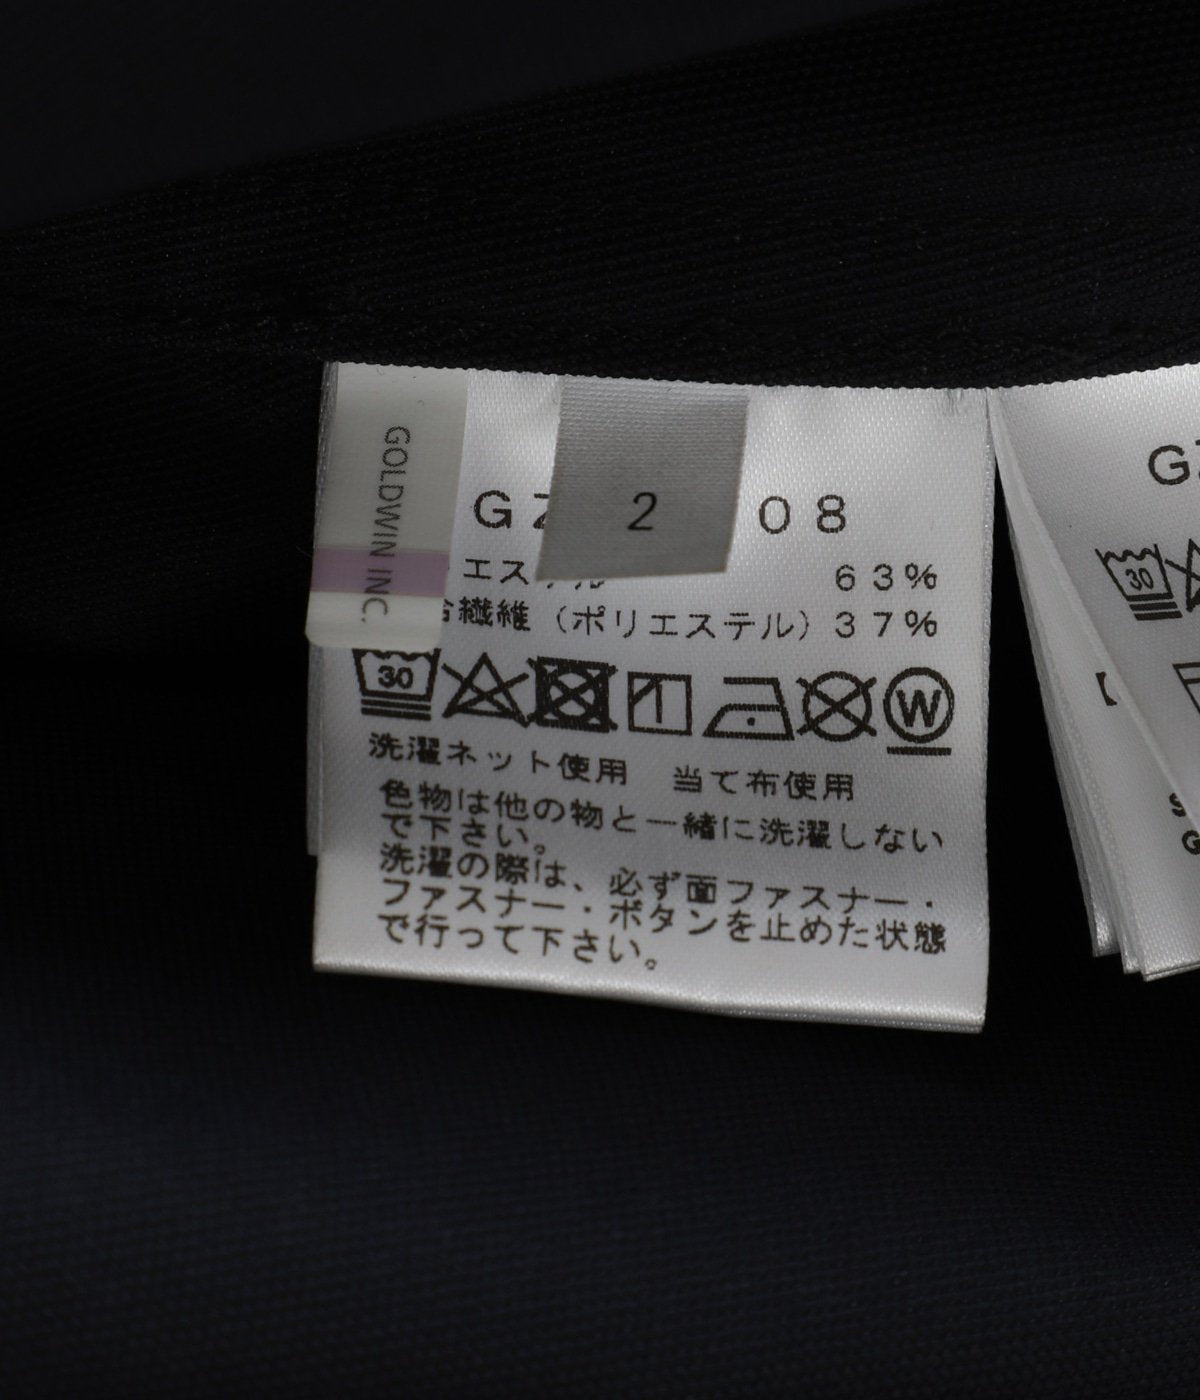 GOLDWIN INC.
2
G 08
エステル 63%
合繊維(ポリエステル)37%
30
W
洗濯ネット使用 当て布使用
色物は他の物と一緒に洗濯しない
で下さい。
洗濯の際は、必ず面ファスナー・
ファスナー・ボタンを止めた状態
で行って下さい。
G
30